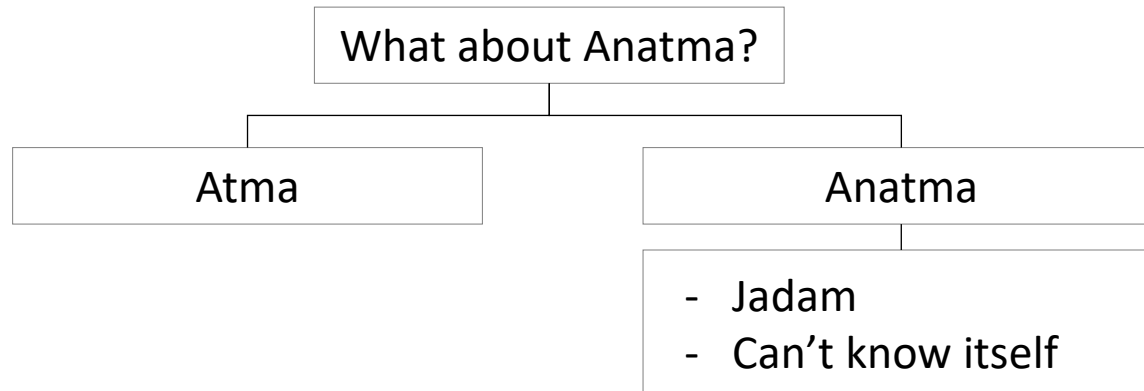 What about Anatma?
Atma
Anatma
- Jadam
- Can’t know itself